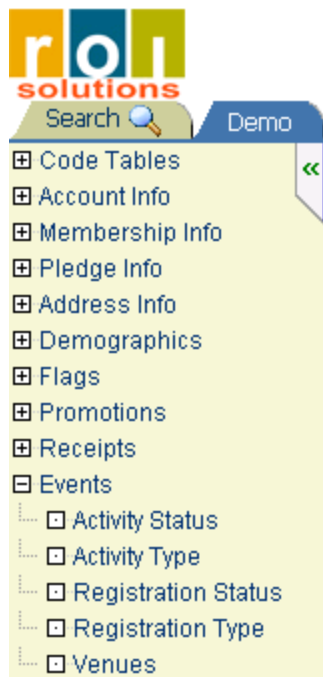 roi
solutions
Search Demo
«
Code Tables
Account Info
Membership Info
Pledge Info
Address Info
Demographics
Flags
Promotions
Receipts
Events
Activity Status
Activity Type
Registration Status
Registration Type
Venues